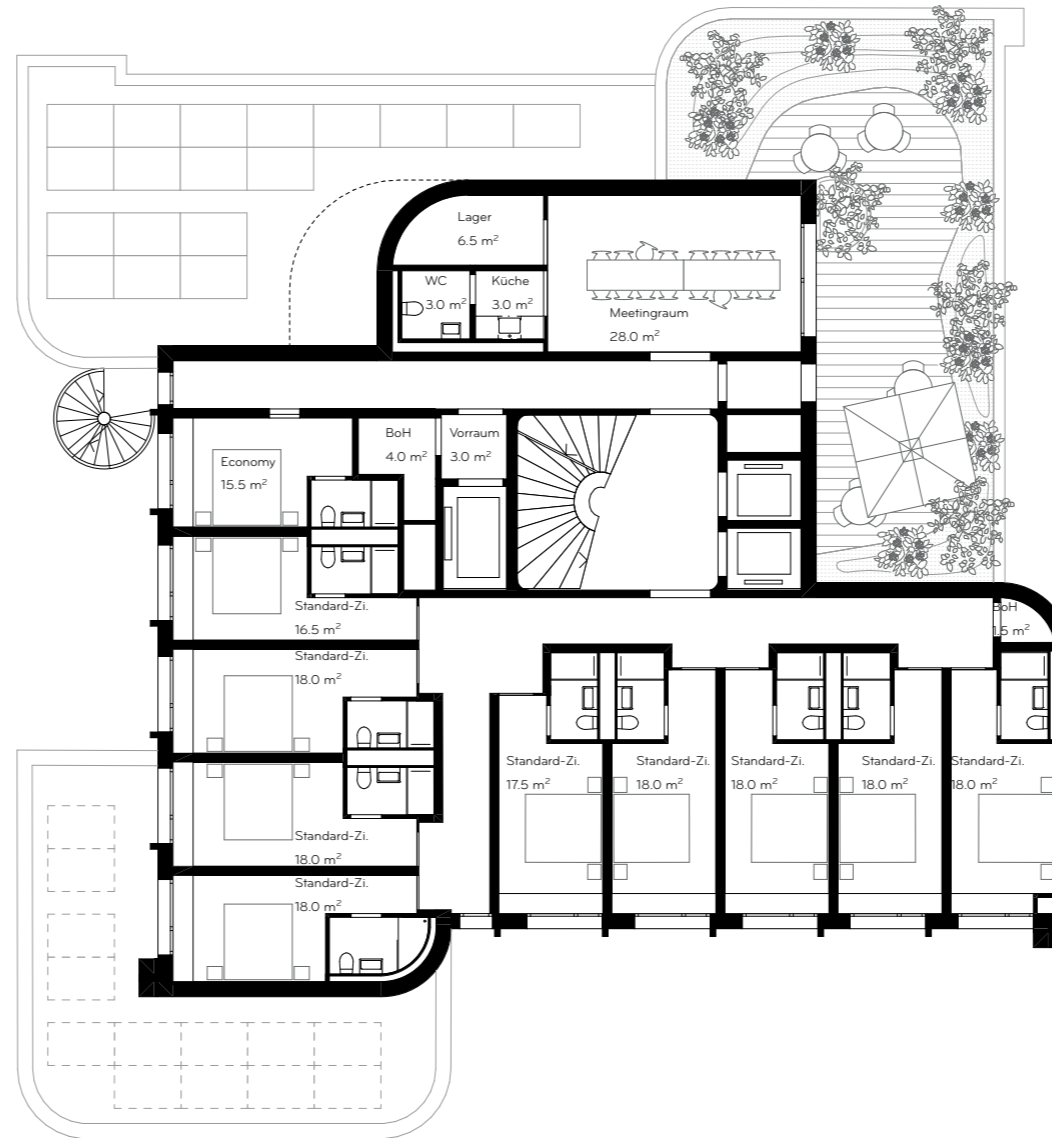 Lager
6.5 m²
WC
3.0 m²
Küche
3.0 m²
Meetingraum
28.0 m²
Economy
15.5 m²
BoH
4.0 m²
Vorraum
3.0 m²
Standard-Zi.
16.5 m²
BoH
1.5 m²
Standard-Zi.
18.0 m²
Standard-Zi.
17.5 m²
Standard-Zi.
18.0 m²
Standard-Zi.
18.0 m²
Standard-Zi.
18.0 m²
Standard-Zi.
18.0 m²
Standard-Zi.
18.0 m²
Standard-Zi.
18.0 m²